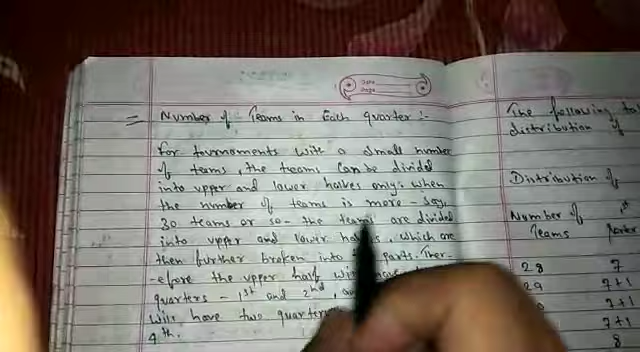 Number of Teams in Each quarter :-
For tournaments with a small number
of teams, the teams can be divided
into upper and lower halves only. when
the number of teams is more - say,
30 teams or so - the teams are divided
into upper and lower halves, which are
then further broken into parts. Ther-
efore the upper half will
quarters - 1st and 2nd,
will have two quarters
4th.
The following
distribution of
Distribution of
Number of
Teams
28 7
29 7+1
7+1
7+1
8